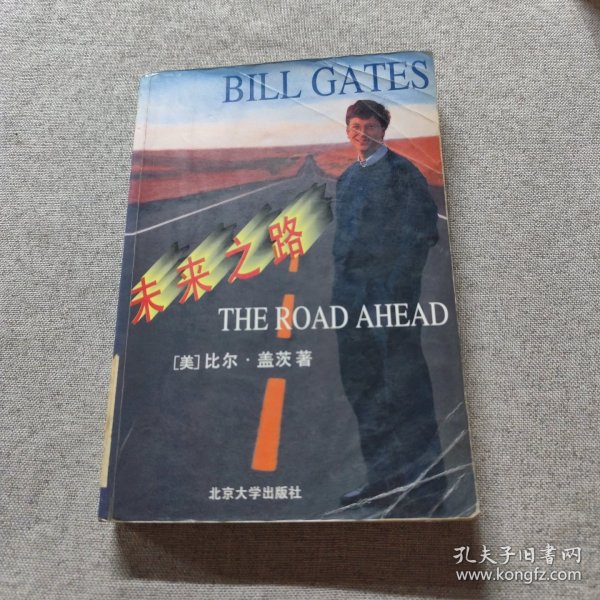 BILL GATES
未来之路
THE ROAD AHEAD
[美]比尔·盖茨著
北京大学出版社
孔夫子旧书网
www.kongfz.com